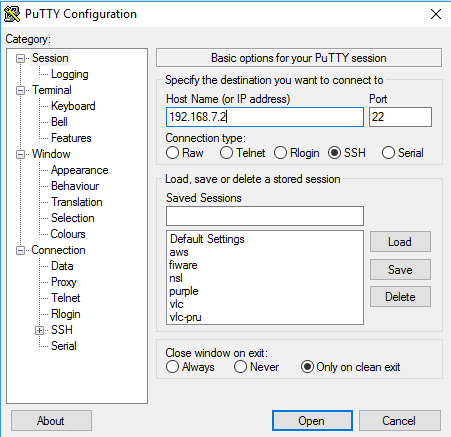 PuTTY Configuration
Category:
Session
Logging
Terminal
Keyboard
Bell
Features
Window
Appearance
Behaviour
Translation
Selection
Colours
Connection
Data
Proxy
Telnet
Rlogin
SSH
Serial
Basic options for your PuTTY session
Specify the destination you want to connect to
Host Name (or IP address) Port
192.168.7.2 22
Connection type:
Raw Telnet Rlogin SSH Serial
Load, save or delete a stored session
Saved Sessions
Default Settings
aws
fiware
nsl
purple
vlc
vlc-pru
Load
Save
Delete
Close window on exit:
Always Never Only on clean exit
About Open Cancel